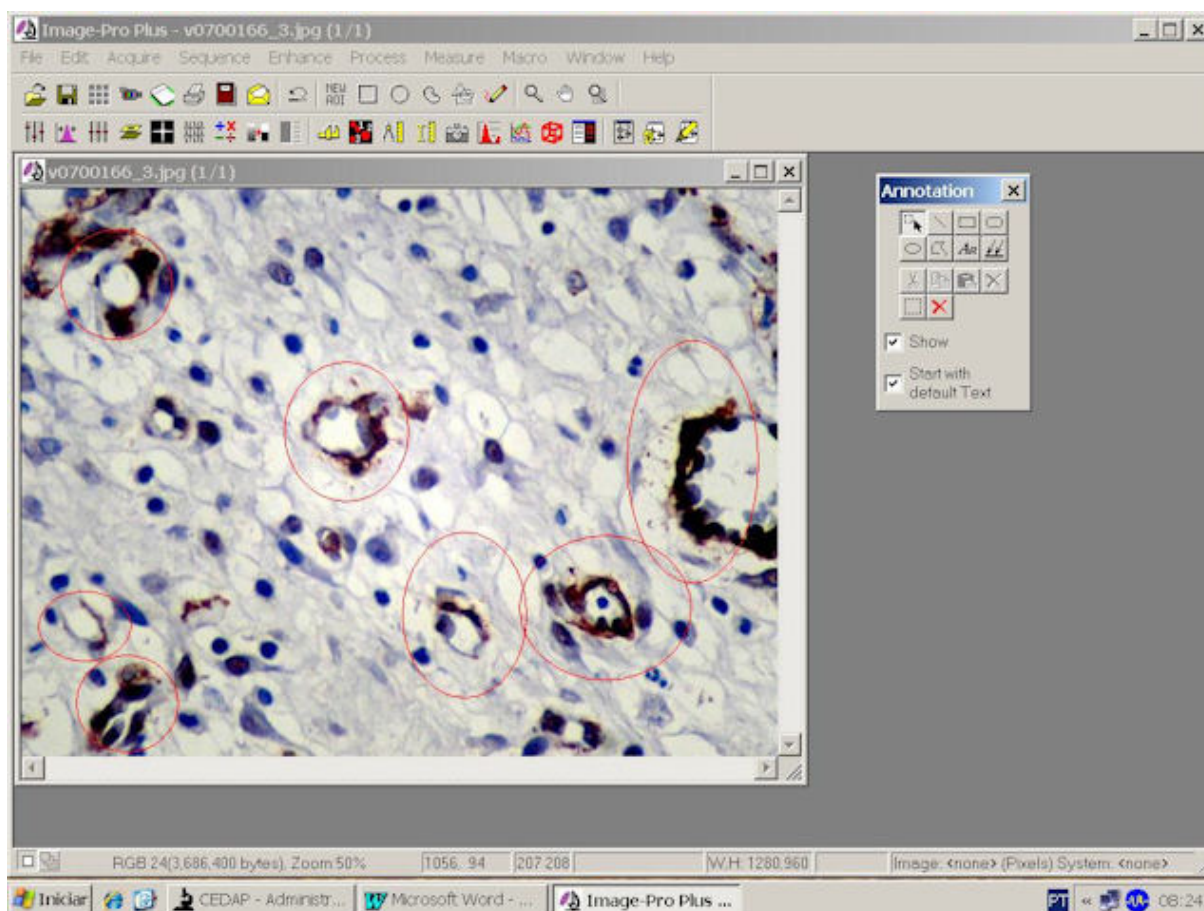 Image-Pro Plus - v0700166_3.jpg (1/1)
File Edit Acquire Sequence Enhance Process Measure Macro Window Help
NEW
ROI
v0700166_3.jpg (1/1)
Annotation
Show
Start with
default Text
RGB 24(3,686,400 bytes), Zoom 50% 1056, 94 207 208 W.H: 1280,960 Image: <none> (Pixels) System: <none>
Iniciar CEDAP - Administr... Microsoft Word - ... Image-Pro Plus ... PT « 08:24